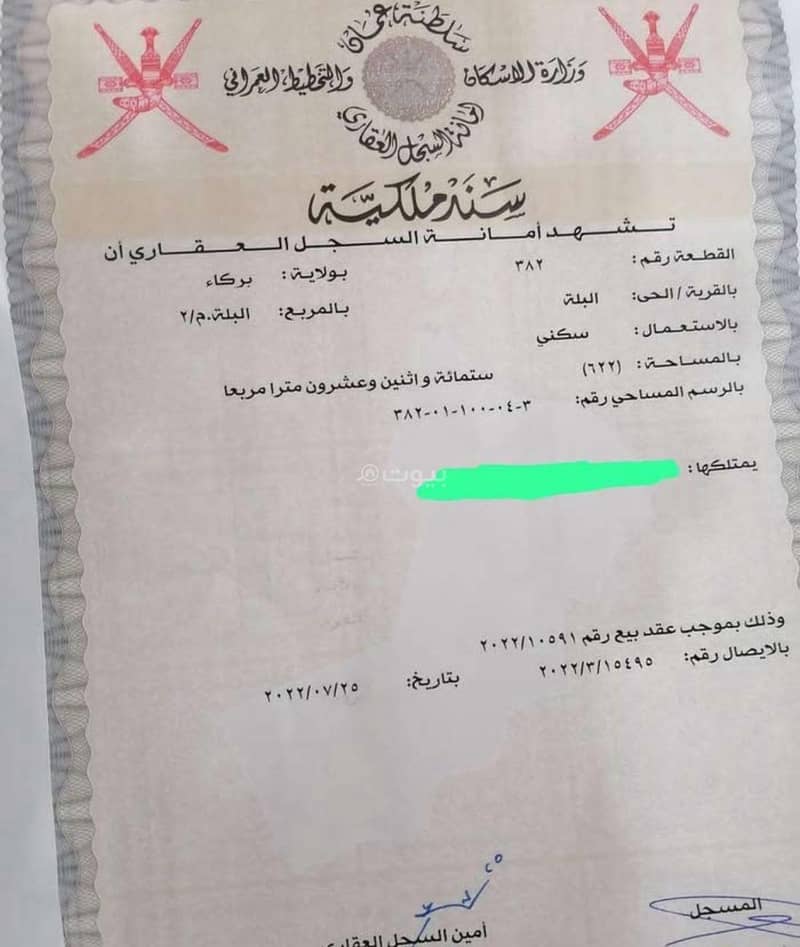 سلطنة عمان
وزارة الإسكان والتخطيط العمراني
أمانة السجل العقاري
سند ملكية
تشهد أمانة السجل العقاري أن
القطعة رقم: ٣٨٢ بولاية: بركاء
بالقرية / الحى: البلة بالمربع: البلة.م/٢
بالاستعمال: سكني
بالمساحة: (٦٢٢) ستمائة و اثنين وعشرون مترا مربعا
بالرسم المساحي رقم: ٣-٠٤-١٠٠-٠١-٣٨٢
يمتلكها:
بيوت
وذلك بموجب عقد بيع رقم ٢٠٢٢/١٠٥٩١
بالايصال رقم: ٢٠٢٢/٣/١٥٤٩٥ بتاريخ: ٢٠٢٢/٠٧/٢٥
المسجل
أمين السجل العقاري